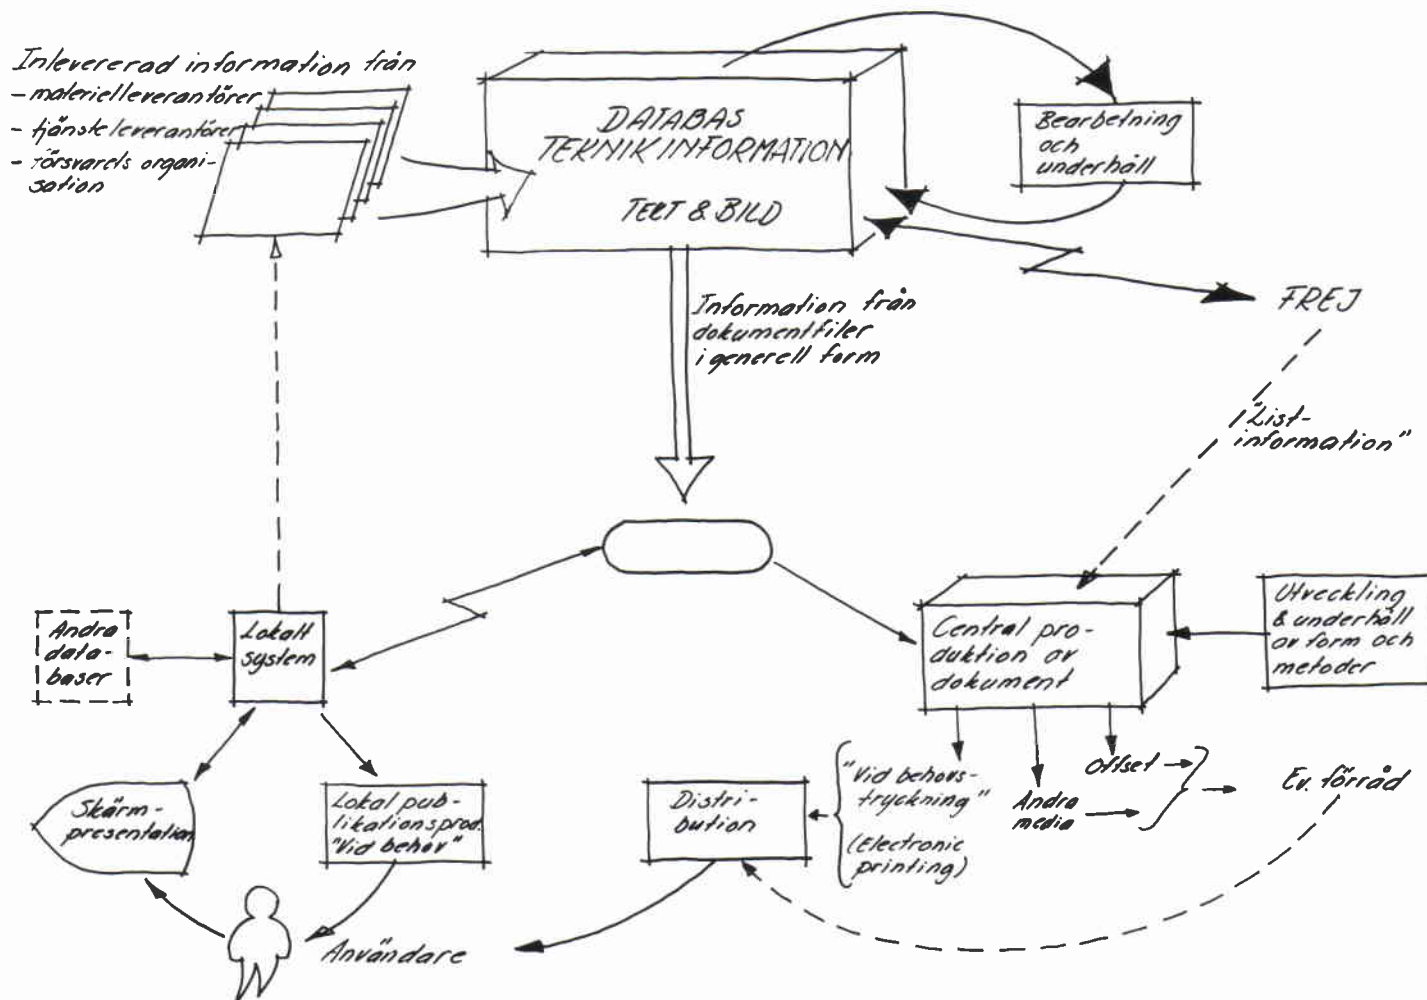 Inlevererad information från
- materielleverantörer
- tjänsteleverantörer
- försvarets organi-
sation
DATABAS
TEKNIKINFORMATION
TEXT & BILD
Bearbetning
och
underhåll
Information från
dokumentfiler
i generell form
FREJ
"List-
information"
Andra
data-
baser
Lokalt
system
Central pro-
duktion av
dokument
Utveckling
& underhåll
av form och
metoder
Skärm-
presentation
Lokal pub-
likationsprod.
"Vid behov"
Distri-
bution
"Vid behovs-
tryckning"
(Electronic
printing)
Andra
media
Offset
Ev. förråd
Användare